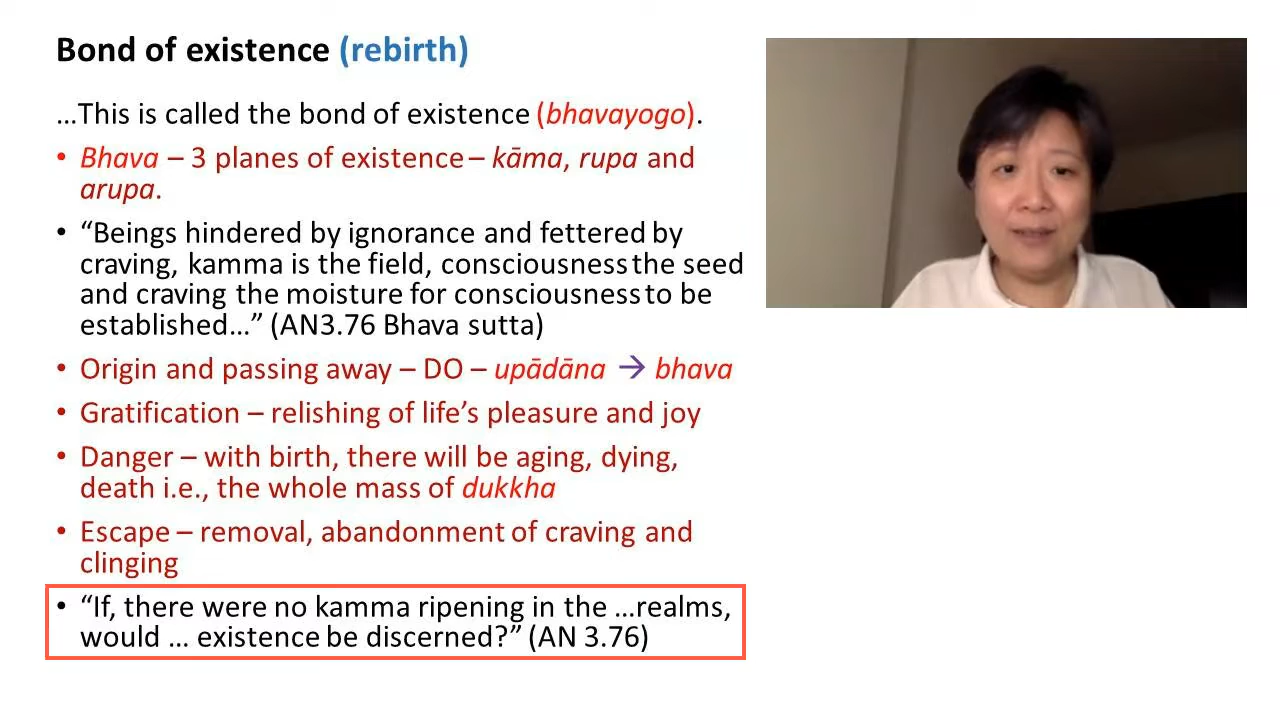 Bond of existence (rebirth)
…This is called the bond of existence (bhavayogo).
• Bhava – 3 planes of existence – kāma, rupa and
arupa.
• “Beings hindered by ignorance and fettered by
craving, kamma is the field, consciousness the seed
and craving the moisture for consciousness to be
established…” (AN3.76 Bhava sutta)
• Origin and passing away – DO – upādāna → bhava
• Gratification – relishing of life’s pleasure and joy
• Danger – with birth, there will be aging, dying,
death i.e., the whole mass of dukkha
• Escape – removal, abandonment of craving and
clinging
• “If, there were no kamma ripening in the …realms,
would … existence be discerned?” (AN 3.76)